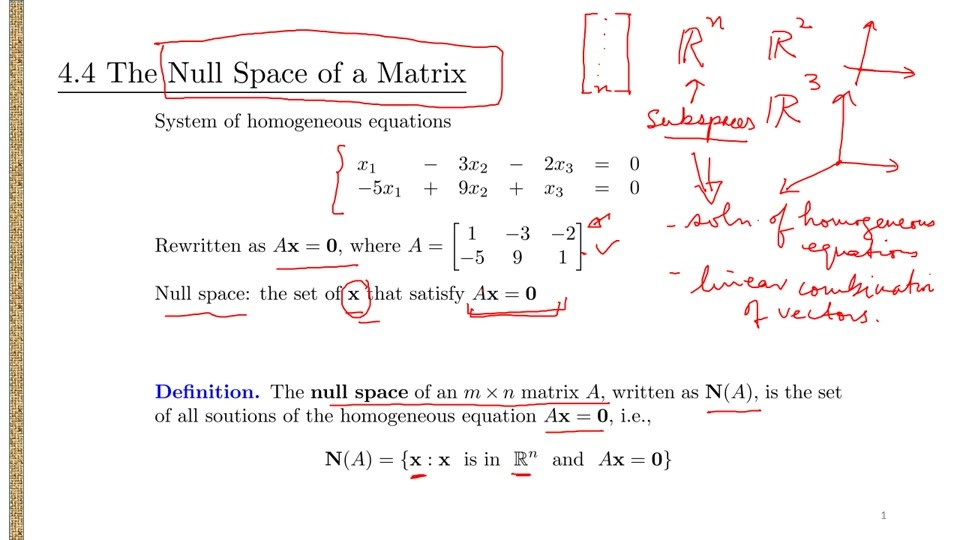 4.4 The Null Space of a Matrix
System of homogeneous equations
x₁ − 3x₂ − 2x₃ = 0
−5x₁ + 9x₂ + x₃ = 0
Rewritten as Ax = 0, where A = [1 −3 −2
−5 9 1]
Null space: the set of x that satisfy Ax = 0
Definition. The null space of an m × n matrix A, written as N(A), is the set
of all soutions of the homogeneous equation Ax = 0, i.e.,
N(A) = {x : x is in ℝⁿ and Ax = 0}
n
ℝⁿ ℝ²
ℝ³
Subspaces
- soln. of homogeneous
equations
- linear combination
of vectors.
1